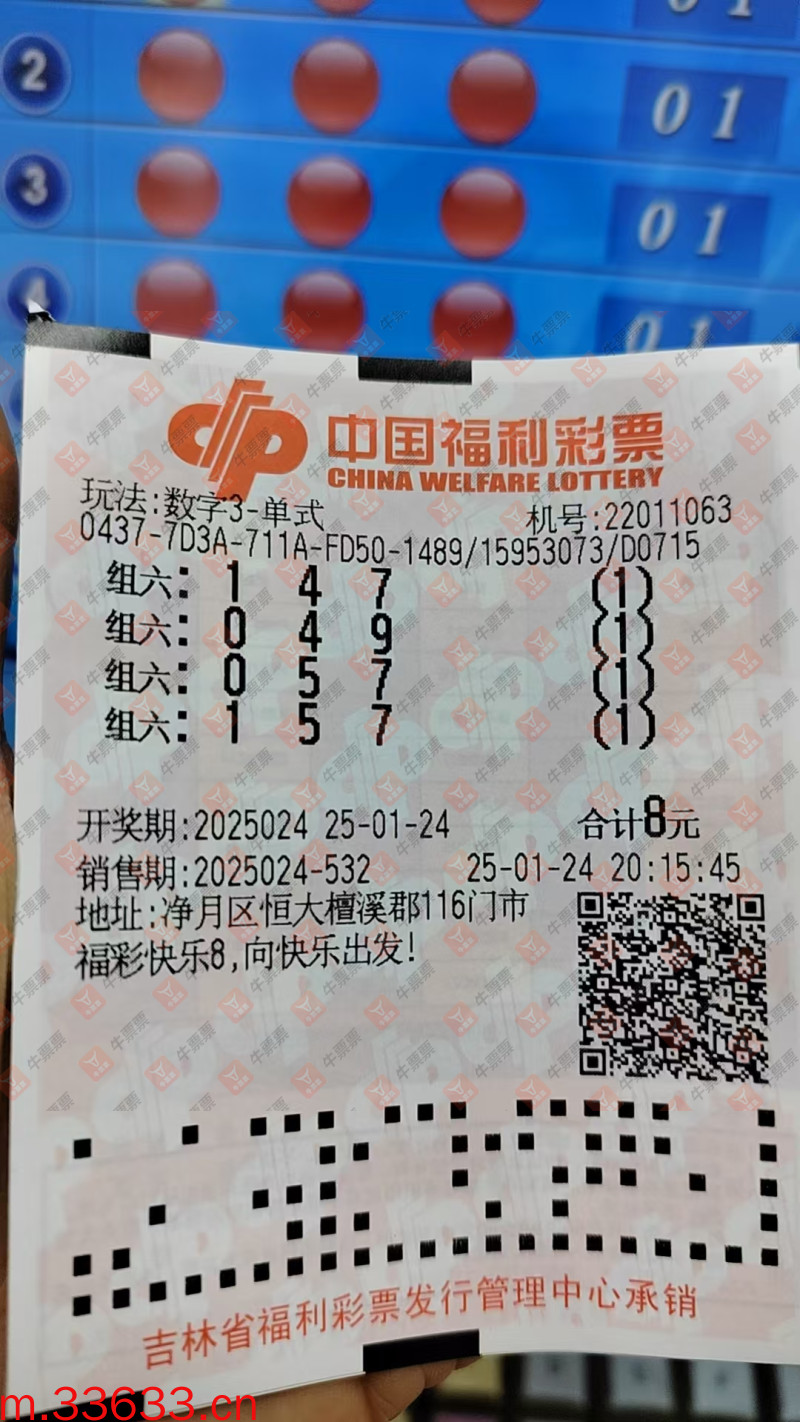 01
2
01
3
01
4
01
中国福利彩票
CHINA WELFARE LOTTERY
玩法:数字3-单式
机号:22011063
0437-7D3A-711A-FD50-1489/15953073/D0715
组六: 1 4 7 (1)
组六: 0 4 9 (1)
组六: 0 5 7 (1)
组六: 1 5 7 (1)
开奖期:2025024 25-01-24 合计8元
销售期:2025024-532 25-01-24 20:15:45
地址:净月区恒大檀溪郡116门市
福彩快乐8,向快乐出发!
吉林省福利彩票发行管理中心承销
牛票票
m.33633.cn